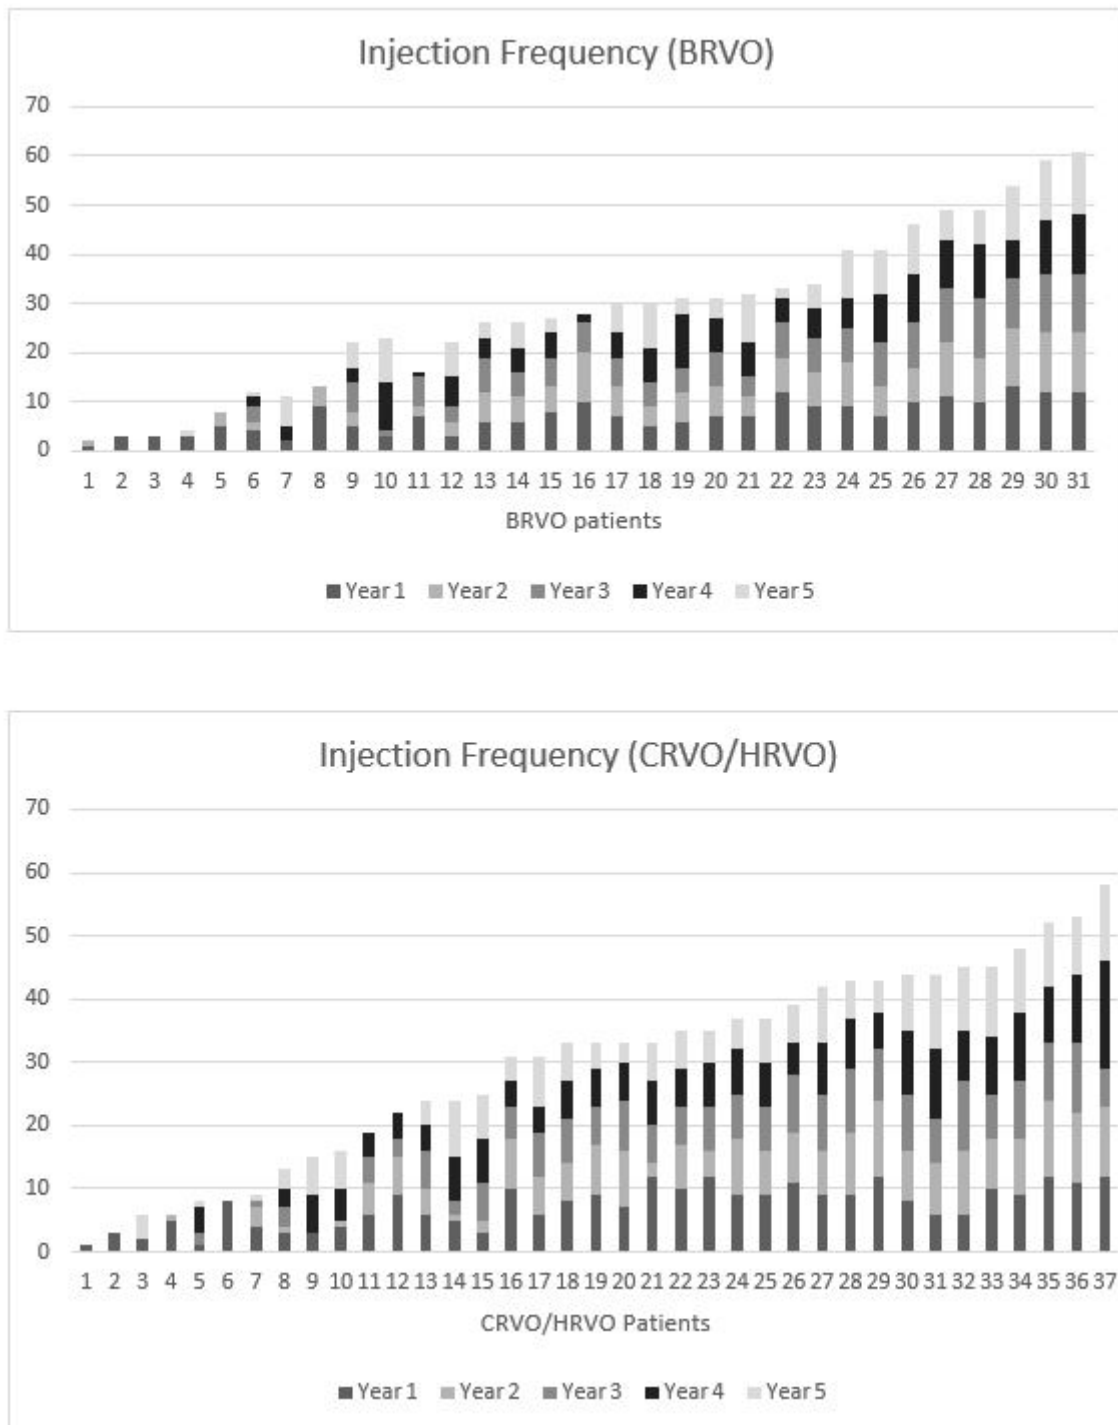 Injection Frequency (BRVO)
70
60
50
40
30
20
10
0
1 2 3 4 5 6 7 8 9 10 11 12 13 14 15 16 17 18 19 20 21 22 23 24 25 26 27 28 29 30 31
BRVO patients
Year 1 Year 2 Year 3 Year 4 Year 5
Injection Frequency (CRVO/HRVO)
70
60
50
40
30
20
10
0
1 2 3 4 5 6 7 8 9 10 11 12 13 14 15 16 17 18 19 20 21 22 23 24 25 26 27 28 29 30 31 32 33 34 35 36 37
CRVO/HRVO Patients
Year 1 Year 2 Year 3 Year 4 Year 5